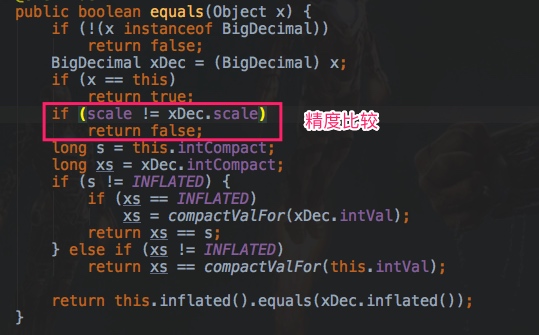 public boolean equals(Object x) {
if (!(x instanceof BigDecimal))
return false;
BigDecimal xDec = (BigDecimal) x;
if (x == this)
return true;
if (scale != xDec.scale)
return false;
精度比较
long s = this.intCompact;
long xs = xDec.intCompact;
if (s != INFLATED) {
if (xs == INFLATED)
xs = compactValFor(xDec.intVal);
return xs == s;
} else if (xs != INFLATED)
return xs == compactValFor(this.intVal);
return this.inflated().equals(xDec.inflated());
}